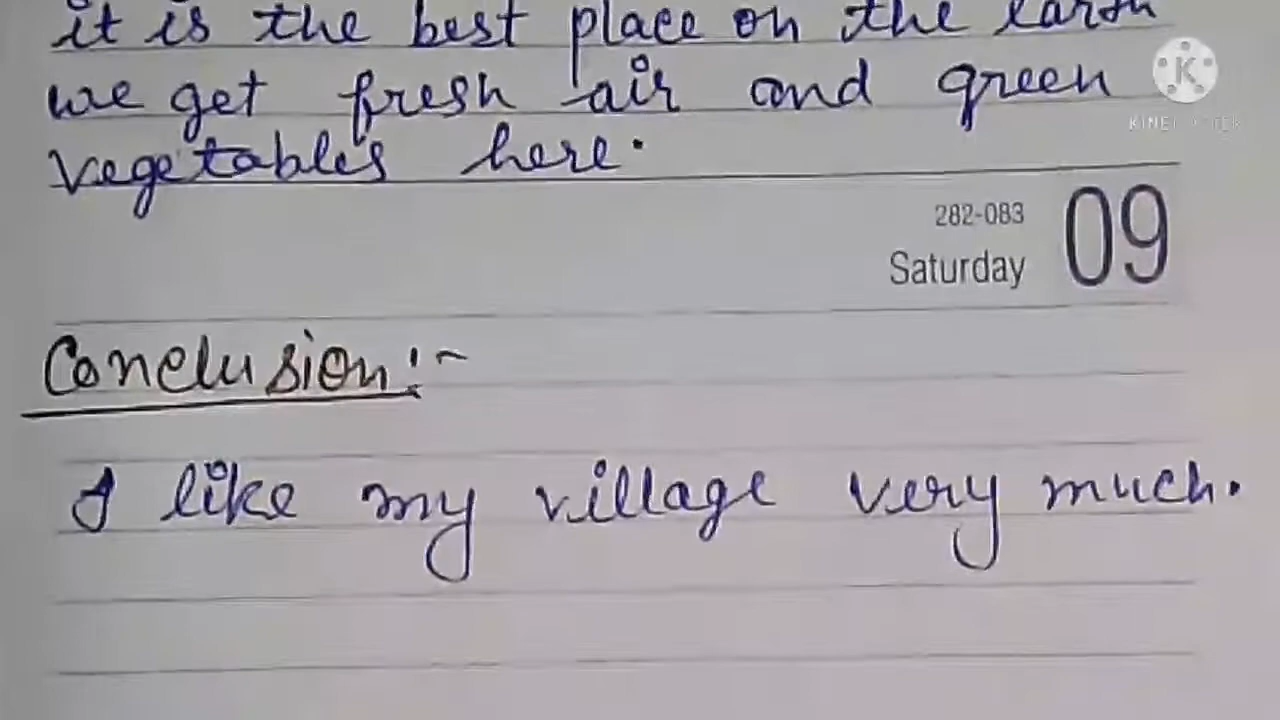 it is the best place on the earth
we get fresh air and green
vegetables here.
282-083
Saturday 09
Conclusion:-
I like my village very much.